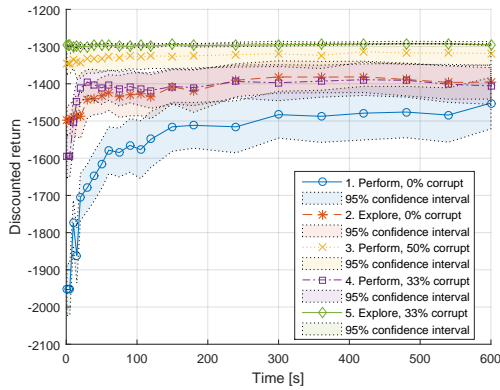 -1200
-1300
-1400
-1500
-1600
-1700
-1800
-1900
-2000
-2100
Discounted return
1. Perform, 0% corrupt
95% confidence interval
2. Explore, 0% corrupt
95% confidence interval
3. Perform, 50% corrupt
95% confidence interval
4. Perform, 33% corrupt
95% confidence interval
5. Explore, 33% corrupt
95% confidence interval
0 100 200 300 400 500 600
Time [s]